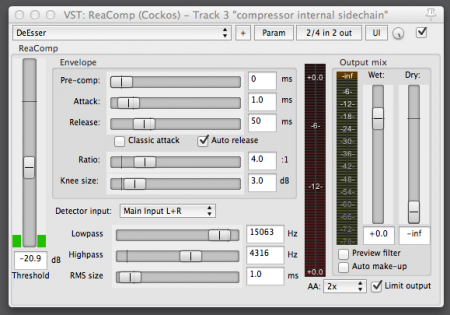 VST: ReaComp (Cockos) - Track 3 "compressor internal sidechain"
DeEsser + Param 2/4 in 2 out UI
ReaComp
Envelope
Pre-comp: 0 ms
Attack: 1.0 ms
Release: 50 ms
Classic attack Auto release
Ratio: 4.0 :1
Knee size: 3.0 dB
Detector input: Main Input L+R
Lowpass 15063 Hz
Highpass 4316 Hz
RMS size 1.0 ms
-20.9 dB
Threshold
+0.0
-6-
-12-
+0.0
Output mix
-inf Wet: Dry:
-6-
-12-
-18-
-24-
-30-
-36-
-42-
-48-
-54-
-60-
-66-
-72-
+0.0 -inf
Preview filter
Auto make-up
AA: 2x Limit output